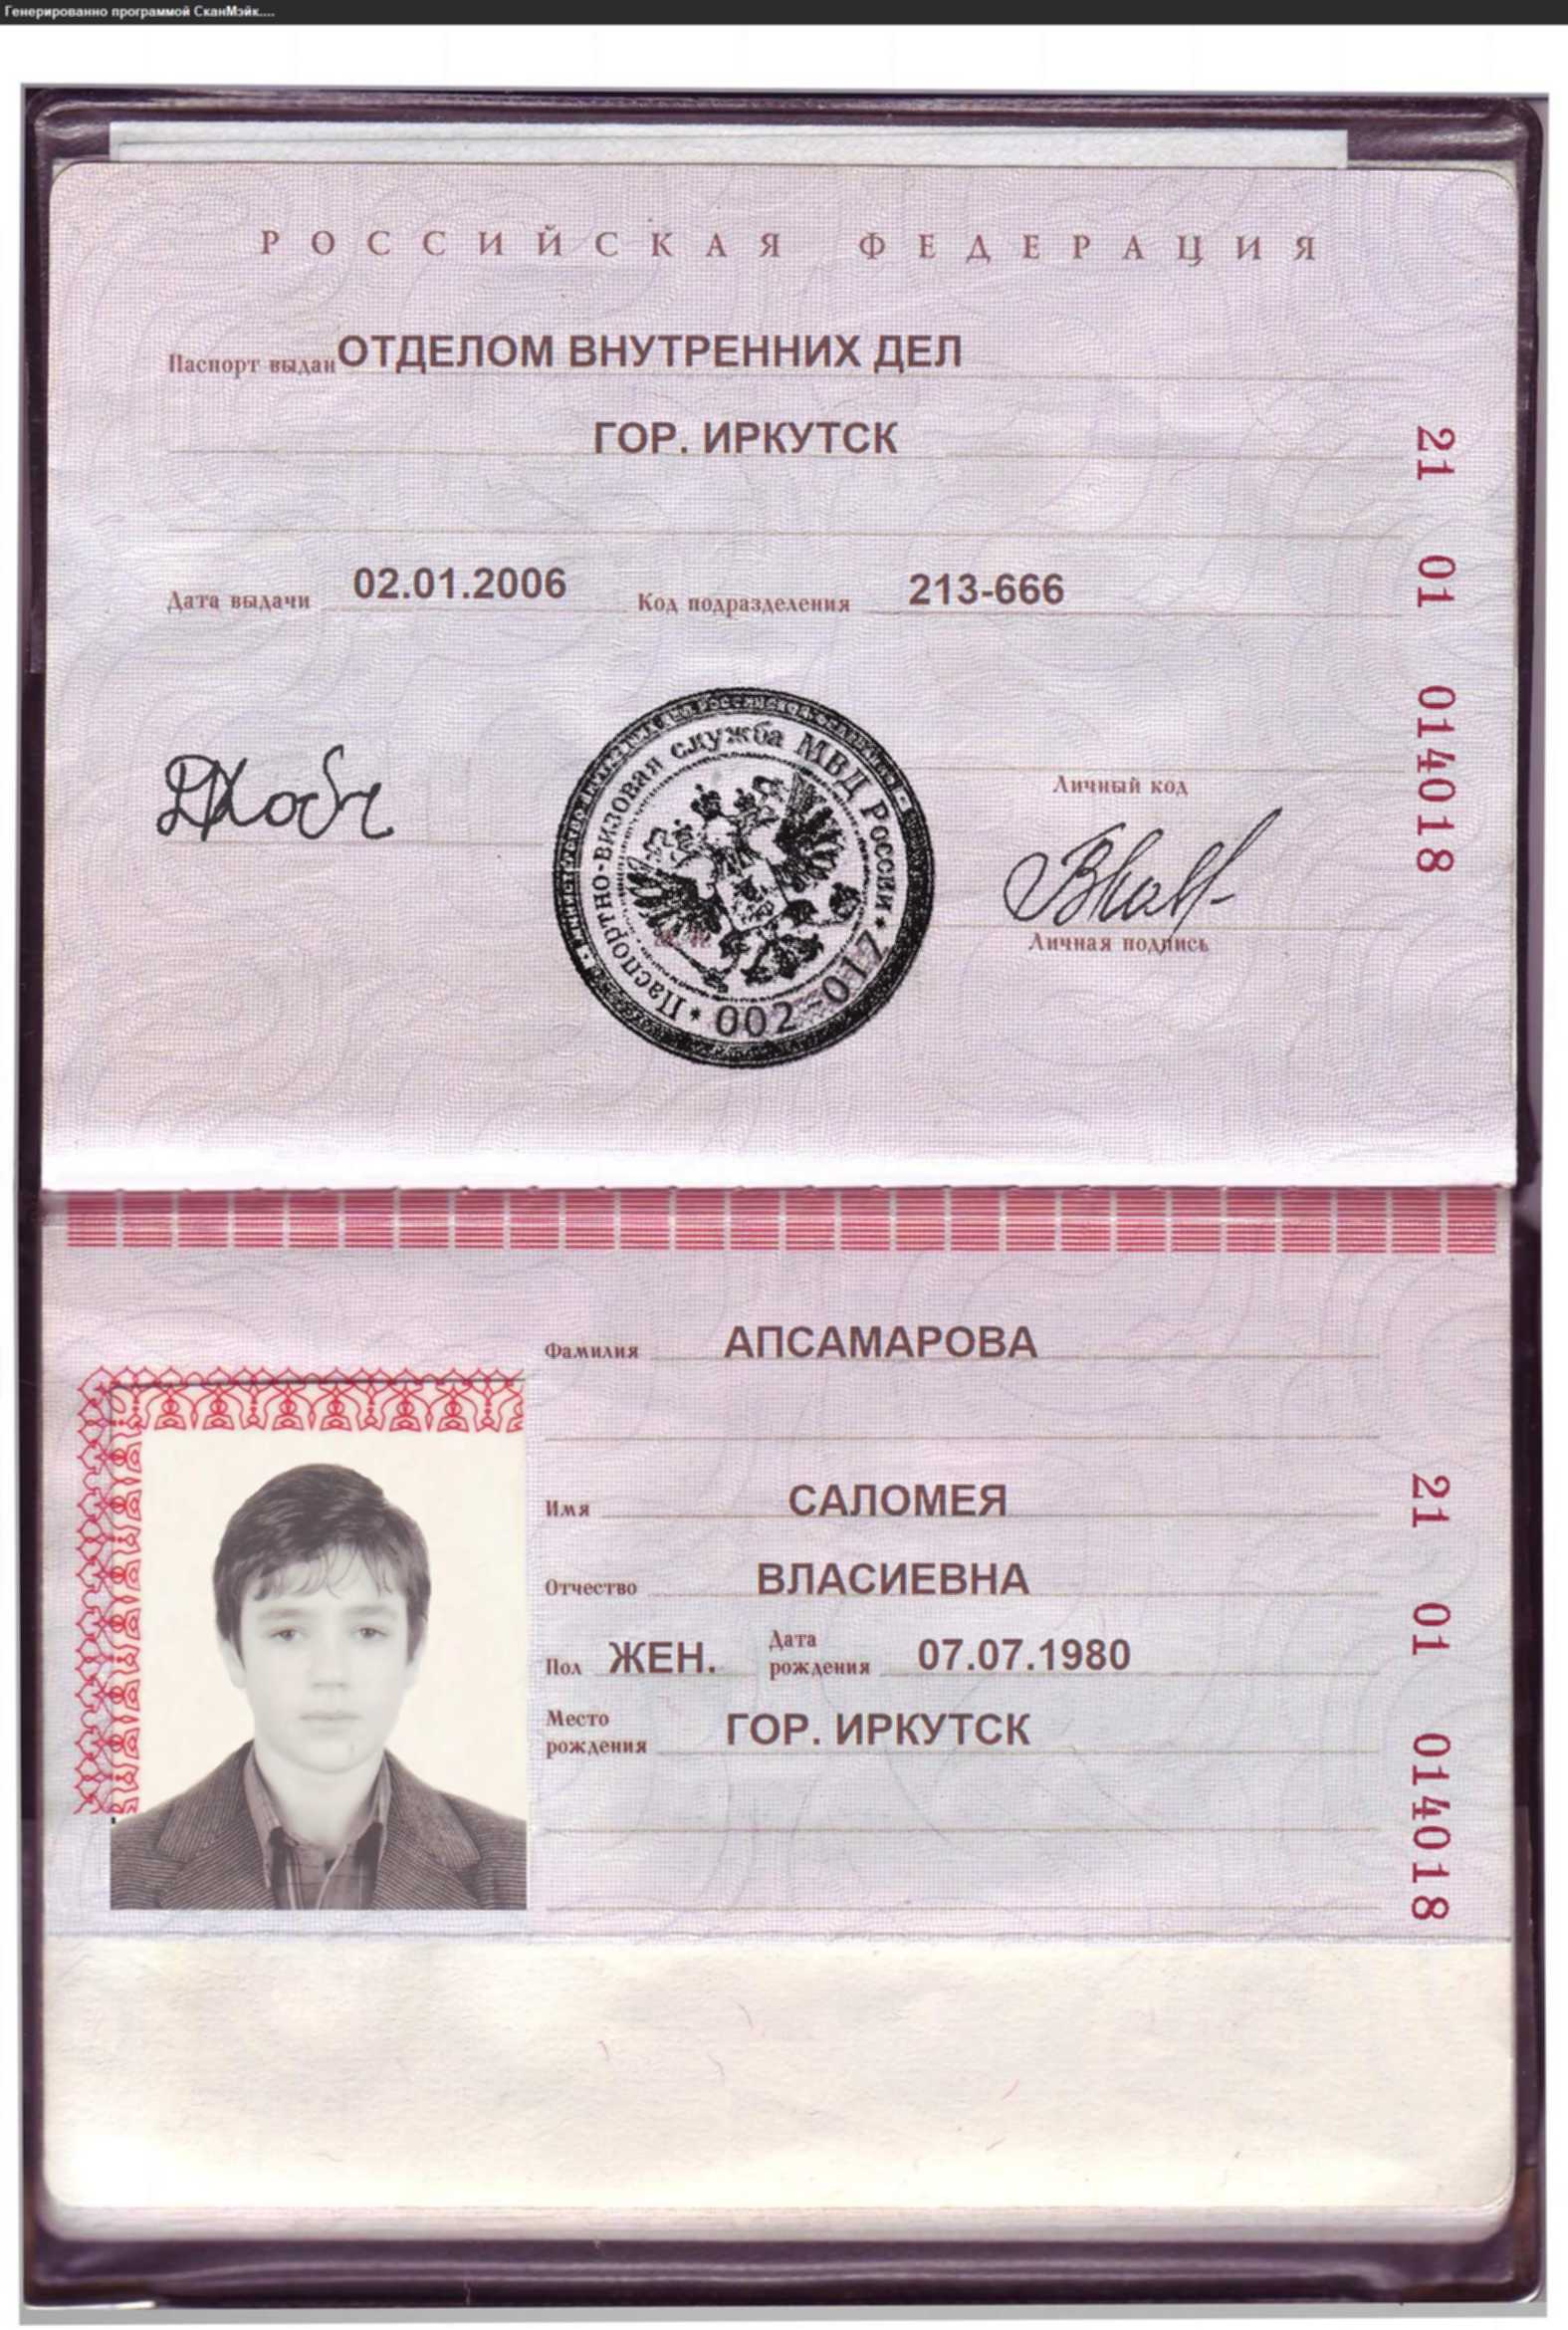 Генерированно программой СканМэйк....
РОССИЙСКАЯ ФЕДЕРАЦИЯ
Паспорт выдан ОТДЕЛОМ ВНУТРЕННИХ ДЕЛ
ГОР. ИРКУТСК
Дата выдачи 02.01.2006 Код подразделения 213-666
21 01 014018
Паспортно-визовая служба МВД России * 002-017 *
Личный код
Личная подпись
Фамилия АПСАМАРОВА
Имя САЛОМЕЯ
Отчество ВЛАСИЕВНА
Пол ЖЕН. Дата рождения 07.07.1980
Место рождения ГОР. ИРКУТСК
21 01 014018